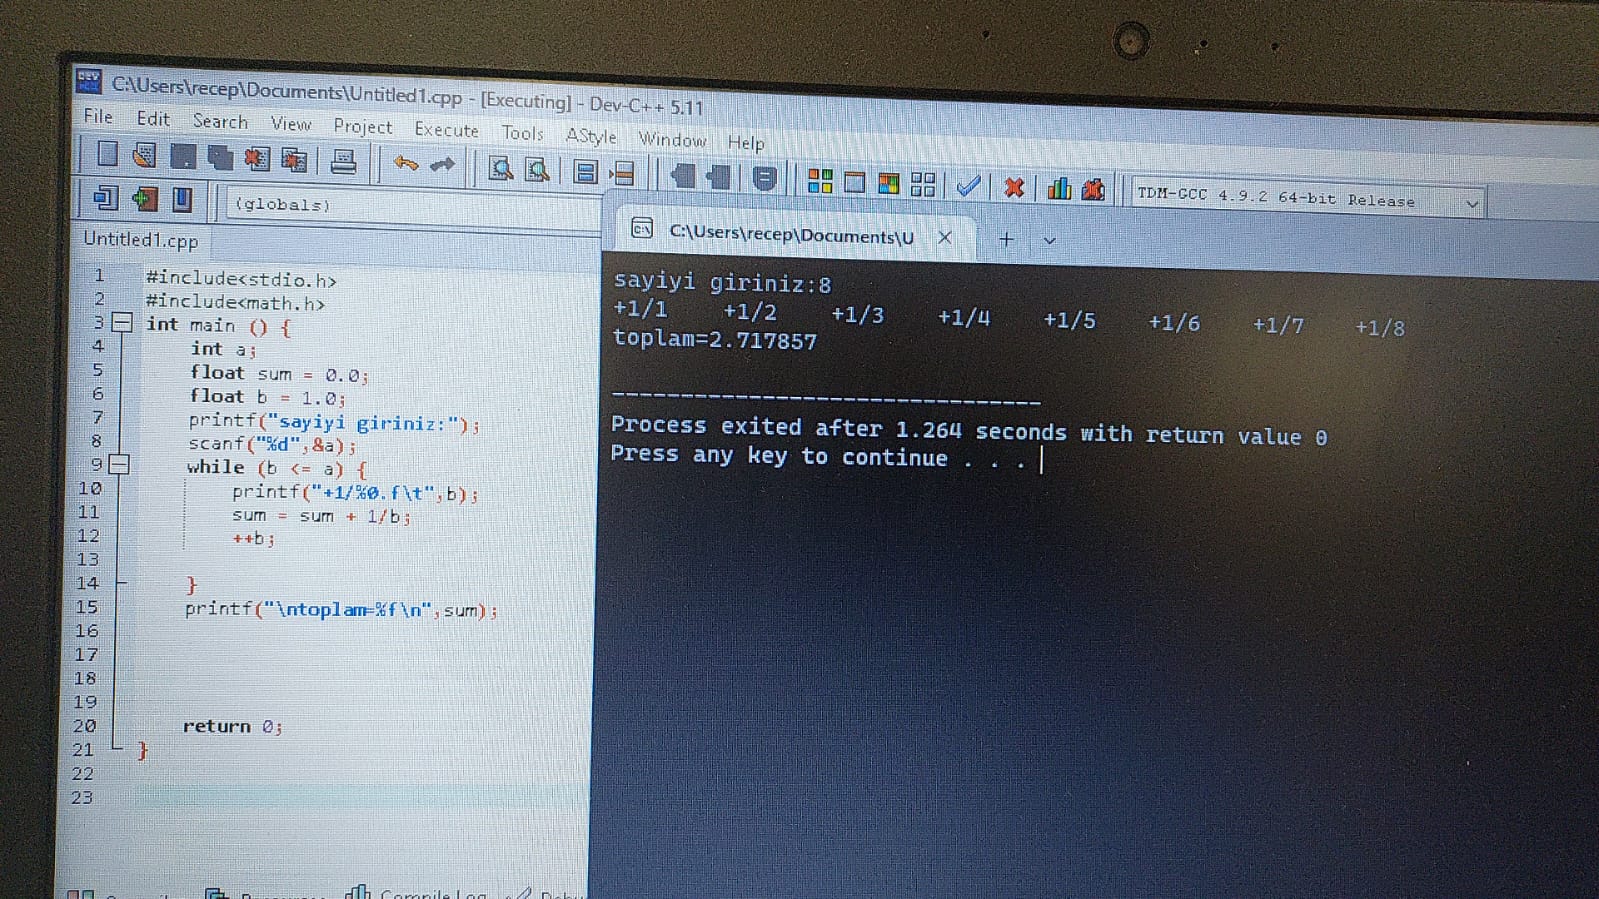 C:\Users\recep\Documents\Untitled1.cpp - [Executing] - Dev-C++ 5.11
File Edit Search View Project Execute Tools AStyle Window Help
TDM-GCC 4.9.2 64-bit Release
(globals)
Untitled1.cpp
C:\Users\recep\Documents\U
1 #include<stdio.h>
2 #include<math.h>
3 int main () {
4 int a;
5 float sum = 0.0;
6 float b = 1.0;
7 printf("sayiyi giriniz:");
8 scanf("%d",&a);
9 while (b <= a) {
10 printf("+1/%0.f\t",b);
11 sum = sum + 1/b;
12 ++b;
13
14 }
15 printf("\ntoplam=%f\n",sum);
16
17
18
19
20 return 0;
21 }
22
23
sayiyi giriniz:8
+1/1 +1/2 +1/3 +1/4 +1/5 +1/6 +1/7 +1/8
toplam=2.717857
--------------------------------
Process exited after 1.264 seconds with return value 0
Press any key to continue . . .
Compile Log